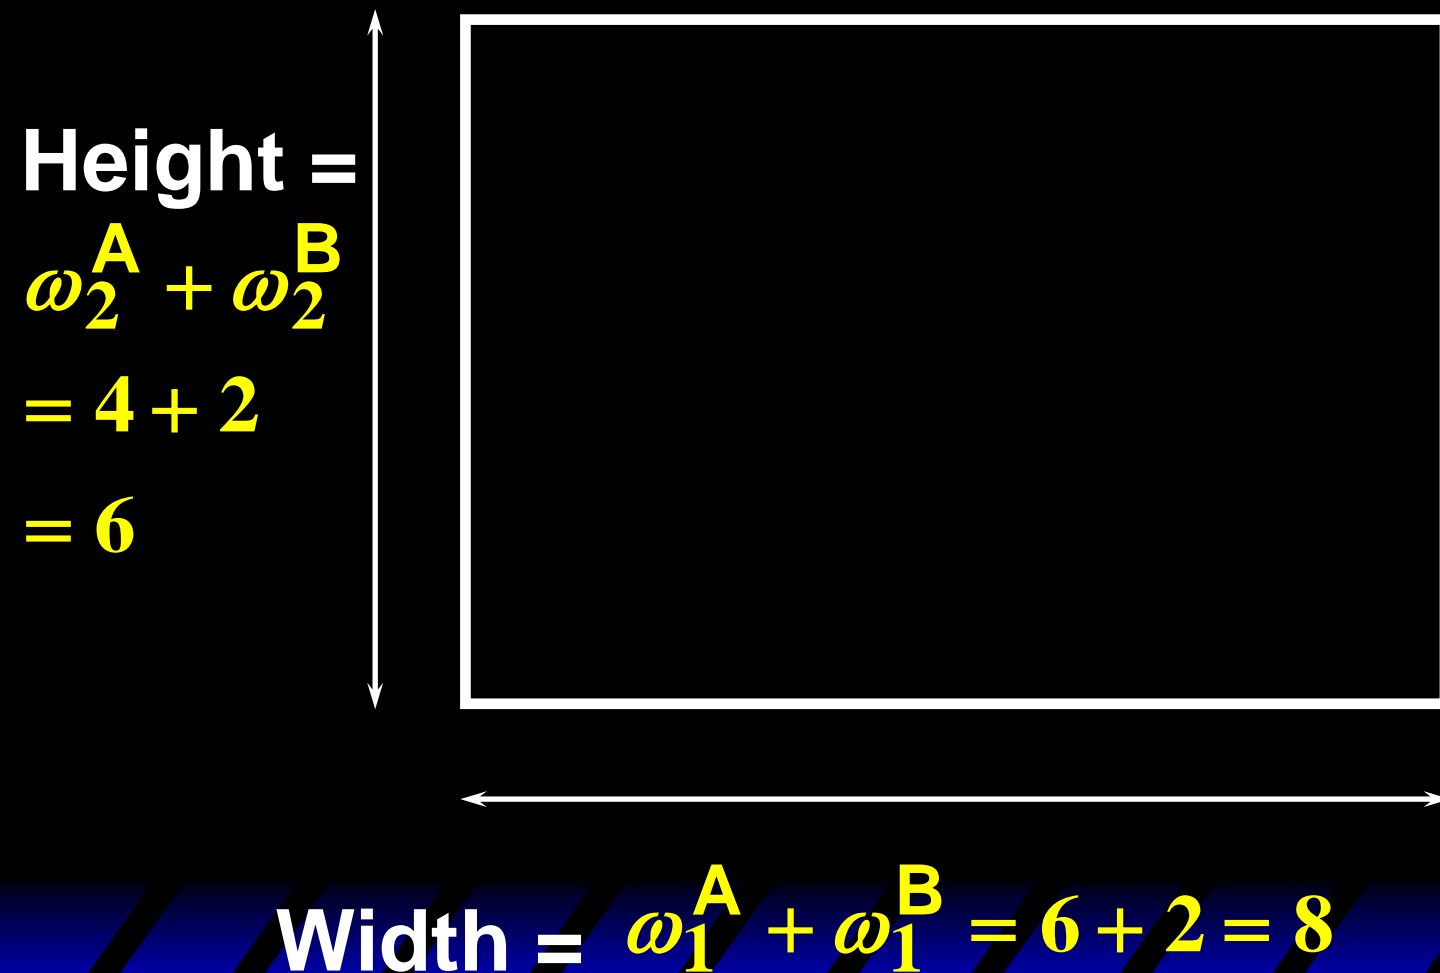 Height =
ω₂ᴬ + ω₂ᴮ
= 4 + 2
= 6
Width = ω₁ᴬ + ω₁ᴮ = 6 + 2 = 8